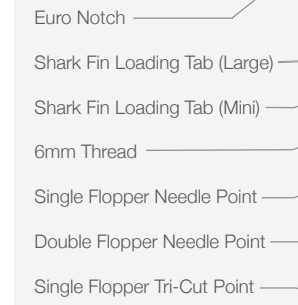 Euro Notch
Shark Fin Loading Tab (Large)
Shark Fin Loading Tab (Mini)
6mm Thread
Single Flopper Needle Point
Double Flopper Needle Point
Single Flopper Tri-Cut Point